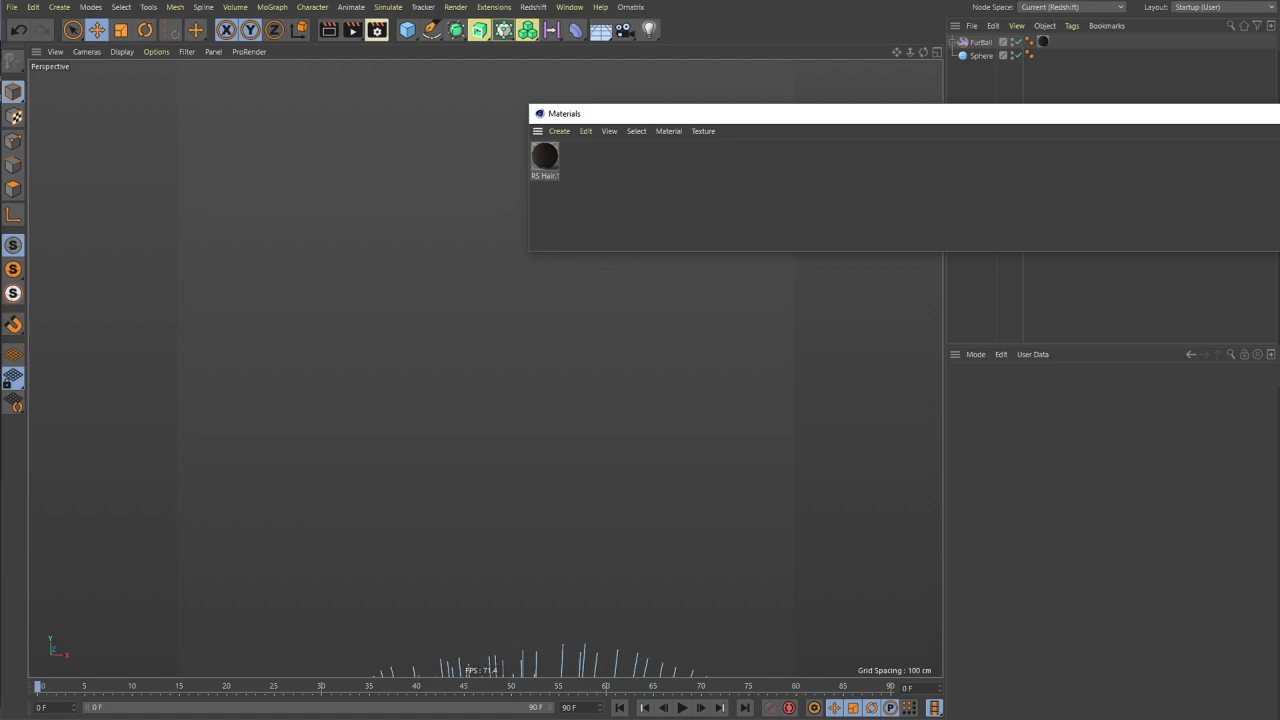 File Edit Create Modes Select Tools Mesh Spline Volume MoGraph Character Animate Simulate Tracker Render Extensions Redshift Window Help Ornatrix Node Space: Current (Redshift) Layout: Startup (User)
X Y Z
View Cameras Display Options Filter Panel ProRender
File Edit View Object Tags Bookmarks
Perspective
FurBall
Sphere
Materials
Create Edit View Select Material Texture
RS Hair.1
S
S
S
Mode Edit User Data
Y
Z X
FPS : 71.4
Grid Spacing : 100 cm
0 5 10 15 20 25 30 35 40 45 50 55 60 65 70 75 80 85 90 0 F
0 F 0 F 90 F 90 F P